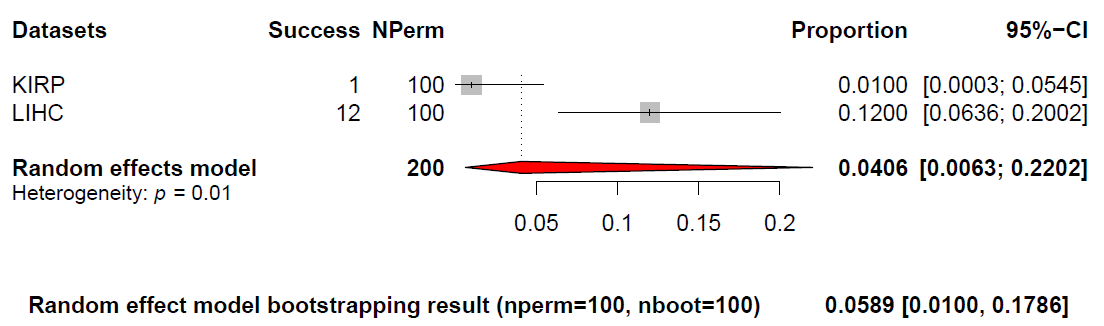 Datasets Success NPerm Proportion 95%−CI
KIRP 1 100 0.0100 [0.0003; 0.0545]
LIHC 12 100 0.1200 [0.0636; 0.2002]
Random effects model 200 0.0406 [0.0063; 0.2202]
Heterogeneity: p = 0.01
0.05 0.1 0.15 0.2
Random effect model bootstrapping result (nperm=100, nboot=100) 0.0589 [0.0100, 0.1786]